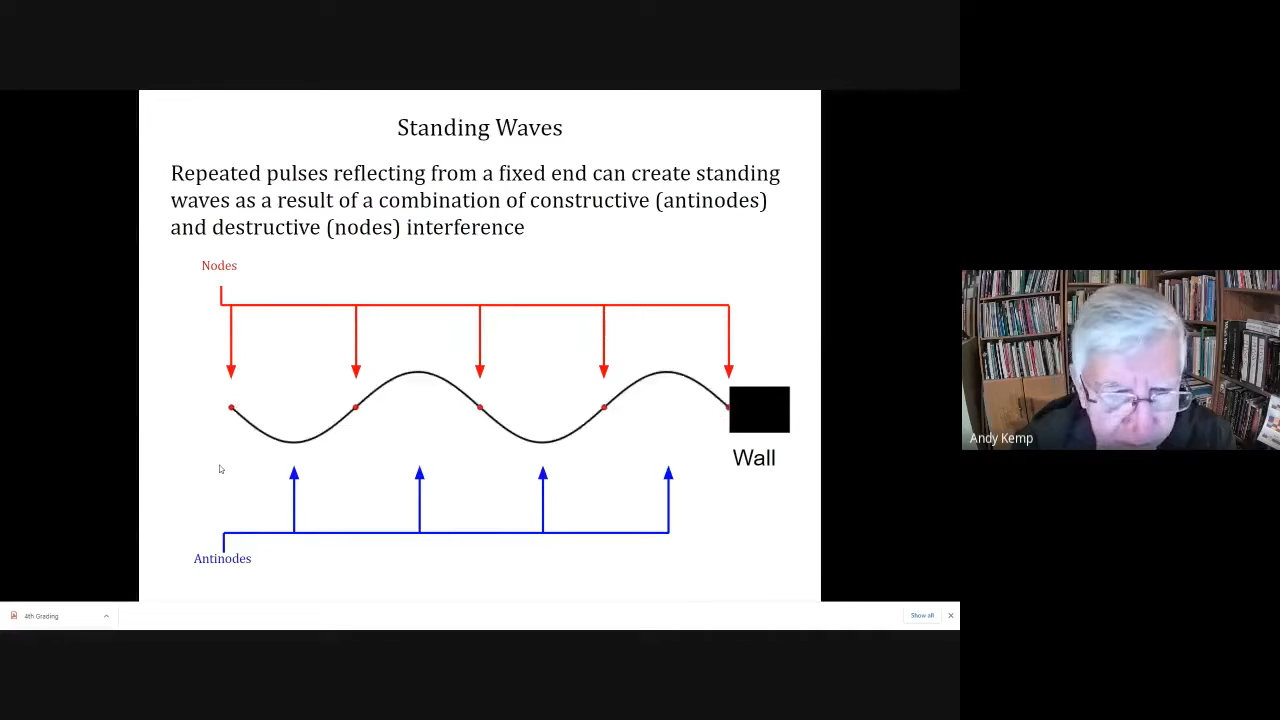 Standing Waves
Repeated pulses reflecting from a fixed end can create standing
waves as a result of a combination of constructive (antinodes)
and destructive (nodes) interference
Nodes
Wall
Antinodes
Andy Kemp
4th Grading
Show all